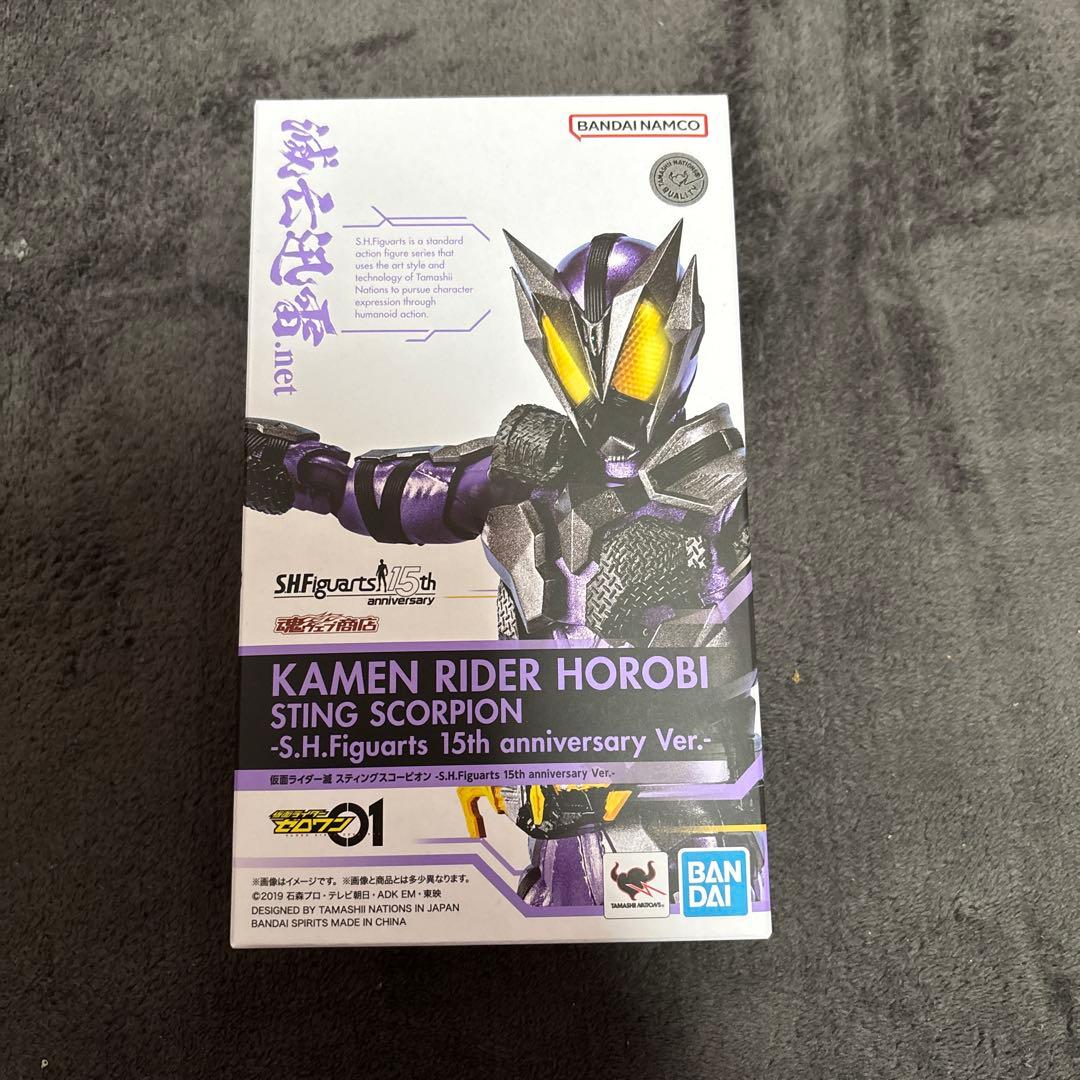 BANDAI NAMCO
TAMASHII NATIONS
QUALITY
滅亡迅雷.net
S.H.Figuarts is a standard
action figure series that
uses the art style and
technology of Tamashii
Nations to pursue character
expression through
humanoid action.
S.H.Figuarts 15th
anniversary
魂ウェブ商店
KAMEN RIDER HOROBI
STING SCORPION
-S.H.Figuarts 15th anniversary Ver.-
仮面ライダー滅 スティングスコーピオン -S.H.Figuarts 15th anniversary Ver.-
仮面ライダー
ゼロワン01
※画像はイメージです。※画像と商品とは多少異なります。
©2019 石森プロ・テレビ朝日・ADK EM・東映
DESIGNED BY TAMASHII NATIONS IN JAPAN
BANDAI SPIRITS MADE IN CHINA
TAMASHII NATIONS
BAN
DAI